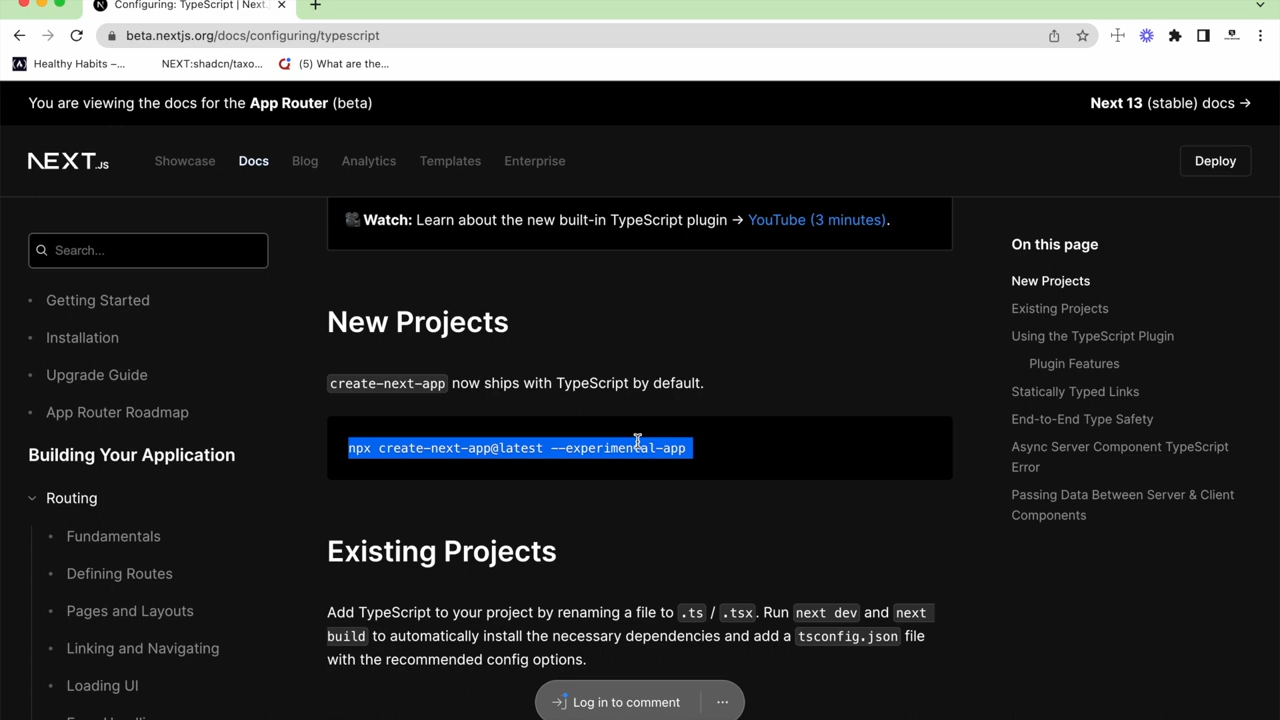 Configuring: TypeScript | Next.
beta.nextjs.org/docs/configuring/typescript
Healthy Habits –...
NEXT:shadcn/taxo...
(5) What are the...
You are viewing the docs for the App Router (beta)
Next 13 (stable) docs →
NEXT.JS
Showcase
Docs
Blog
Analytics
Templates
Enterprise
Deploy
Search...
Getting Started
Installation
Upgrade Guide
App Router Roadmap
Building Your Application
Routing
Fundamentals
Defining Routes
Pages and Layouts
Linking and Navigating
Loading UI
Watch: Learn about the new built-in TypeScript plugin → YouTube (3 minutes).
New Projects
create-next-app now ships with TypeScript by default.
npx create-next-app@latest --experimental-app
Existing Projects
Add TypeScript to your project by renaming a file to .ts / .tsx. Run next dev and next
build to automatically install the necessary dependencies and add a tsconfig.json file
with the recommended config options.
Log in to comment
On this page
New Projects
Existing Projects
Using the TypeScript Plugin
Plugin Features
Statically Typed Links
End-to-End Type Safety
Async Server Component TypeScript
Error
Passing Data Between Server & Client
Components